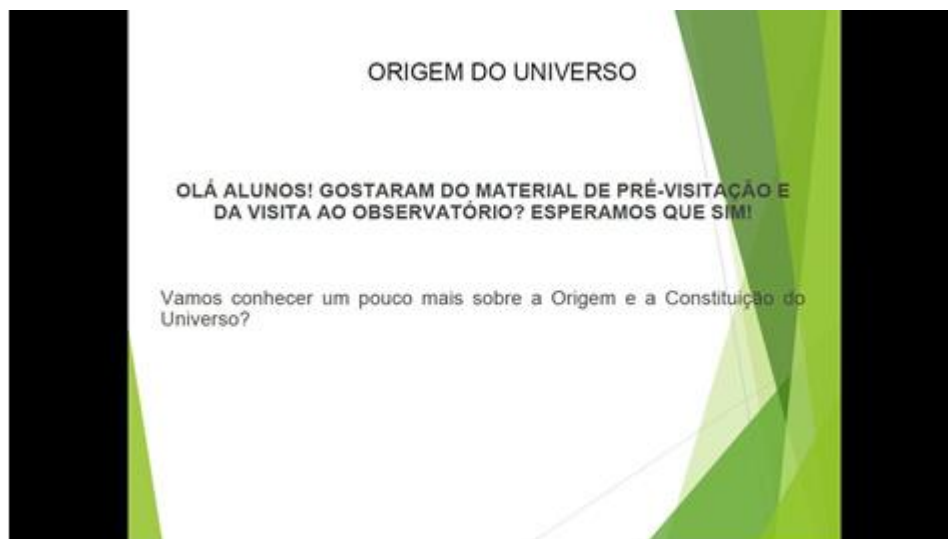 ORIGEM DO UNIVERSO
OLÁ ALUNOS! GOSTARAM DO MATERIAL DE PRÉ-VISITAÇÃO E
DA VISITA AO OBSERVATÓRIO? ESPERAMOS QUE SIM!
Vamos conhecer um pouco mais sobre a Origem e a Constituição do
Universo?